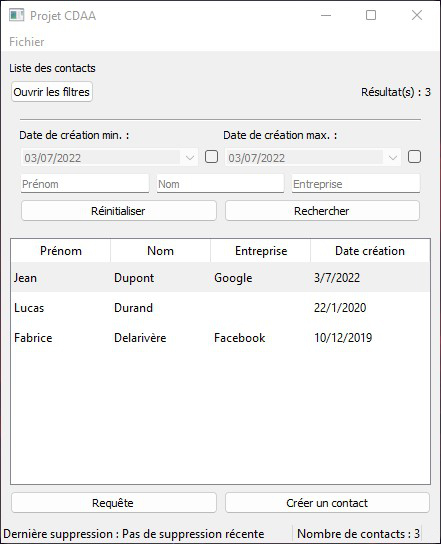 Projet CDAA
Fichier
Liste des contacts
Ouvrir les filtres Résultat(s) : 3
Date de création min. : Date de création max. :
03/07/2022 03/07/2022
Prénom Nom Entreprise
Réinitialiser Rechercher
Prénom Nom Entreprise Date création
Jean Dupont Google 3/7/2022
Lucas Durand 22/1/2020
Fabrice Delarivère Facebook 10/12/2019
Requête Créer un contact
Dernière suppression : Pas de suppression récente Nombre de contacts : 3